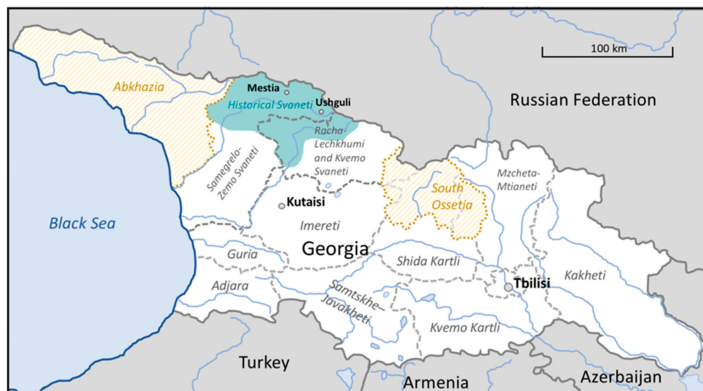 100 km
Abkhazia
Mestia
Historical Svaneti
Ushguli
Russian Federation
Racha-
Lechkhumi
and Kvemo
Svaneti
Samegrelo-
Zemo Svaneti
Mzcheta-
Mtianeti
South
Ossetia
Kutaisi
Black Sea
Imereti
Georgia
Guria
Shida Kartli
Kakheti
Adjara
Tbilisi
Samtskhe–
Javakheti
Kvemo Kartli
Turkey
Armenia
Azerbaijan